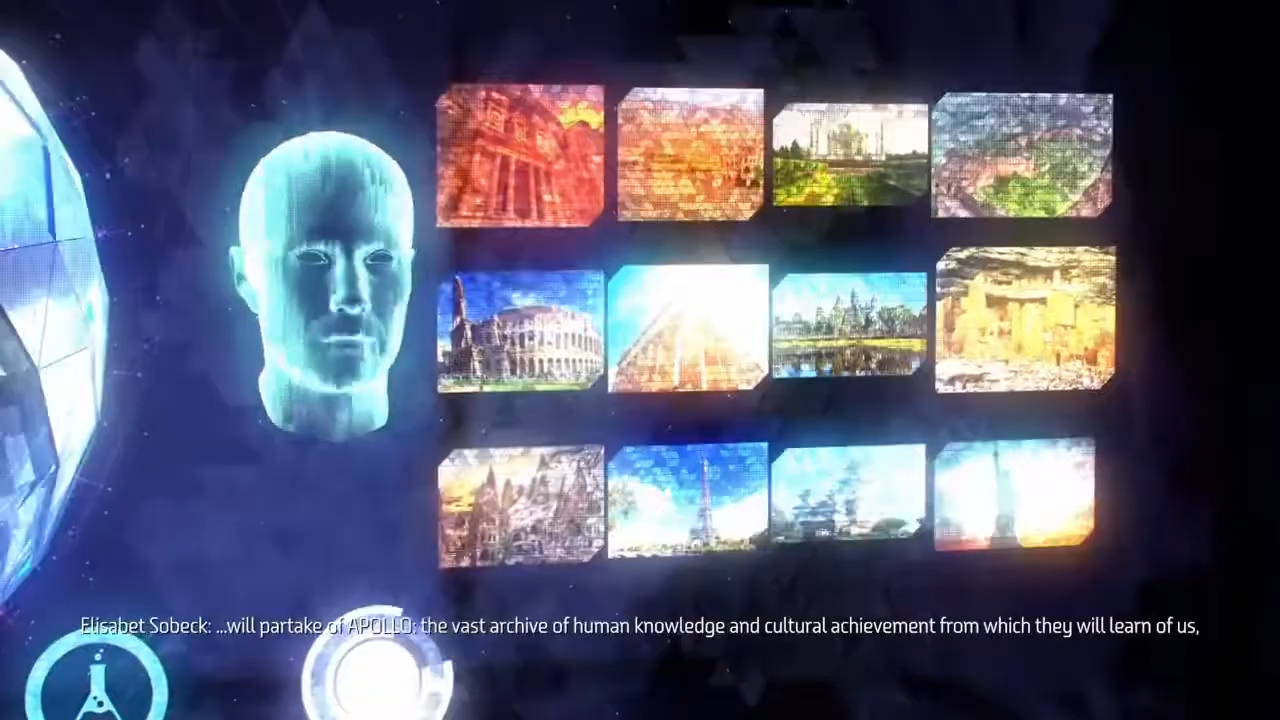 Elisabet Sobeck: ...will partake of APOLLO: the vast archive of human knowledge and cultural achievement from which they will learn of us,